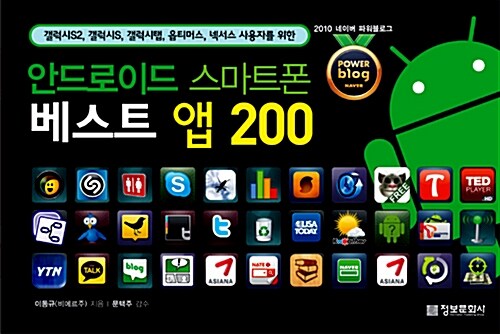 갤럭시S2, 갤럭시S, 갤럭시탭, 옵티머스, 넥서스 사용자를 위한
2010 네이버 파워블로그
POWER
blog
NAVER
안드로이드 스마트폰
베스트 앱 200
FREE
TED
PLAYER
HD
YTN
TALK
blog
ASIANA
NEW
NAVER
ASIANA
이동규(비에르주) 지음 | 문택주 감수
정보문화사